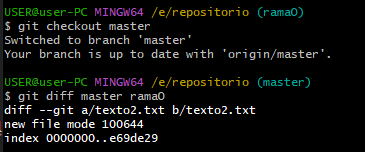 USER@user-PC MINGW64 /e/repositorio (rama0)
$ git checkout master
Switched to branch 'master'
Your branch is up to date with 'origin/master'.
USER@user-PC MINGW64 /e/repositorio (master)
$ git diff master rama0
diff --git a/texto2.txt b/texto2.txt
new file mode 100644
index 0000000..e69de29